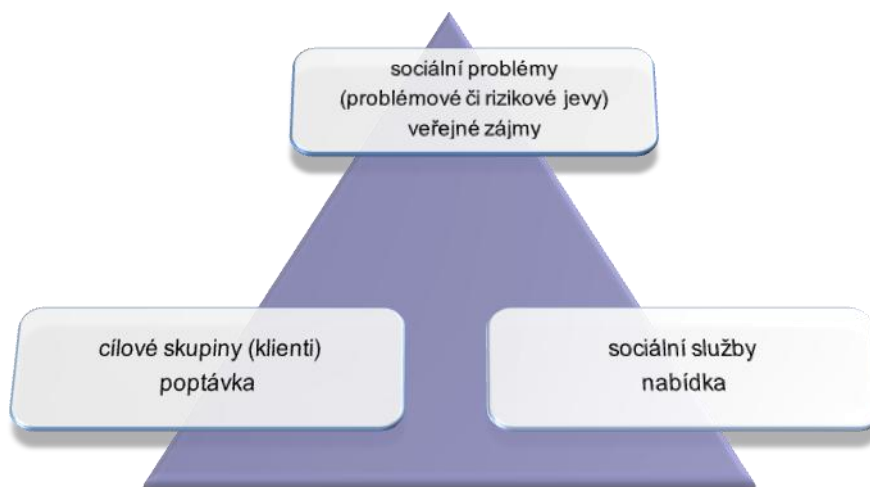 sociální problémy
(problémové či rizikové jevy)
veřejné zájmy
cílové skupiny (klienti)
poptávka
sociální služby
nabídka